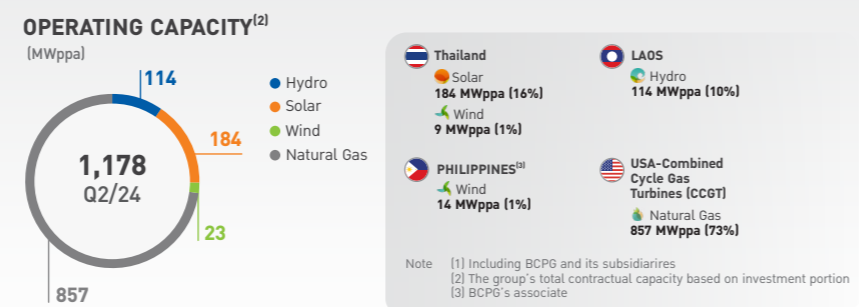 OPERATING CAPACITY(2)
(MWppa)
114
Hydro
Solar
Wind
Natural Gas
184
1,178
Q2/24
23
857
Thailand
Solar
184 MWppa (16%)
Wind
9 MWppa (1%)
LAOS
Hydro
114 MWppa (10%)
PHILIPPINES(3)
Wind
14 MWppa (1%)
USA-Combined
Cycle Gas
Turbines (CCGT)
Natural Gas
857 MWppa (73%)
Note (1) Including BCPG and its subsidiarires
(2) The group's total contractual capacity based on investment portion
(3) BCPG's associate